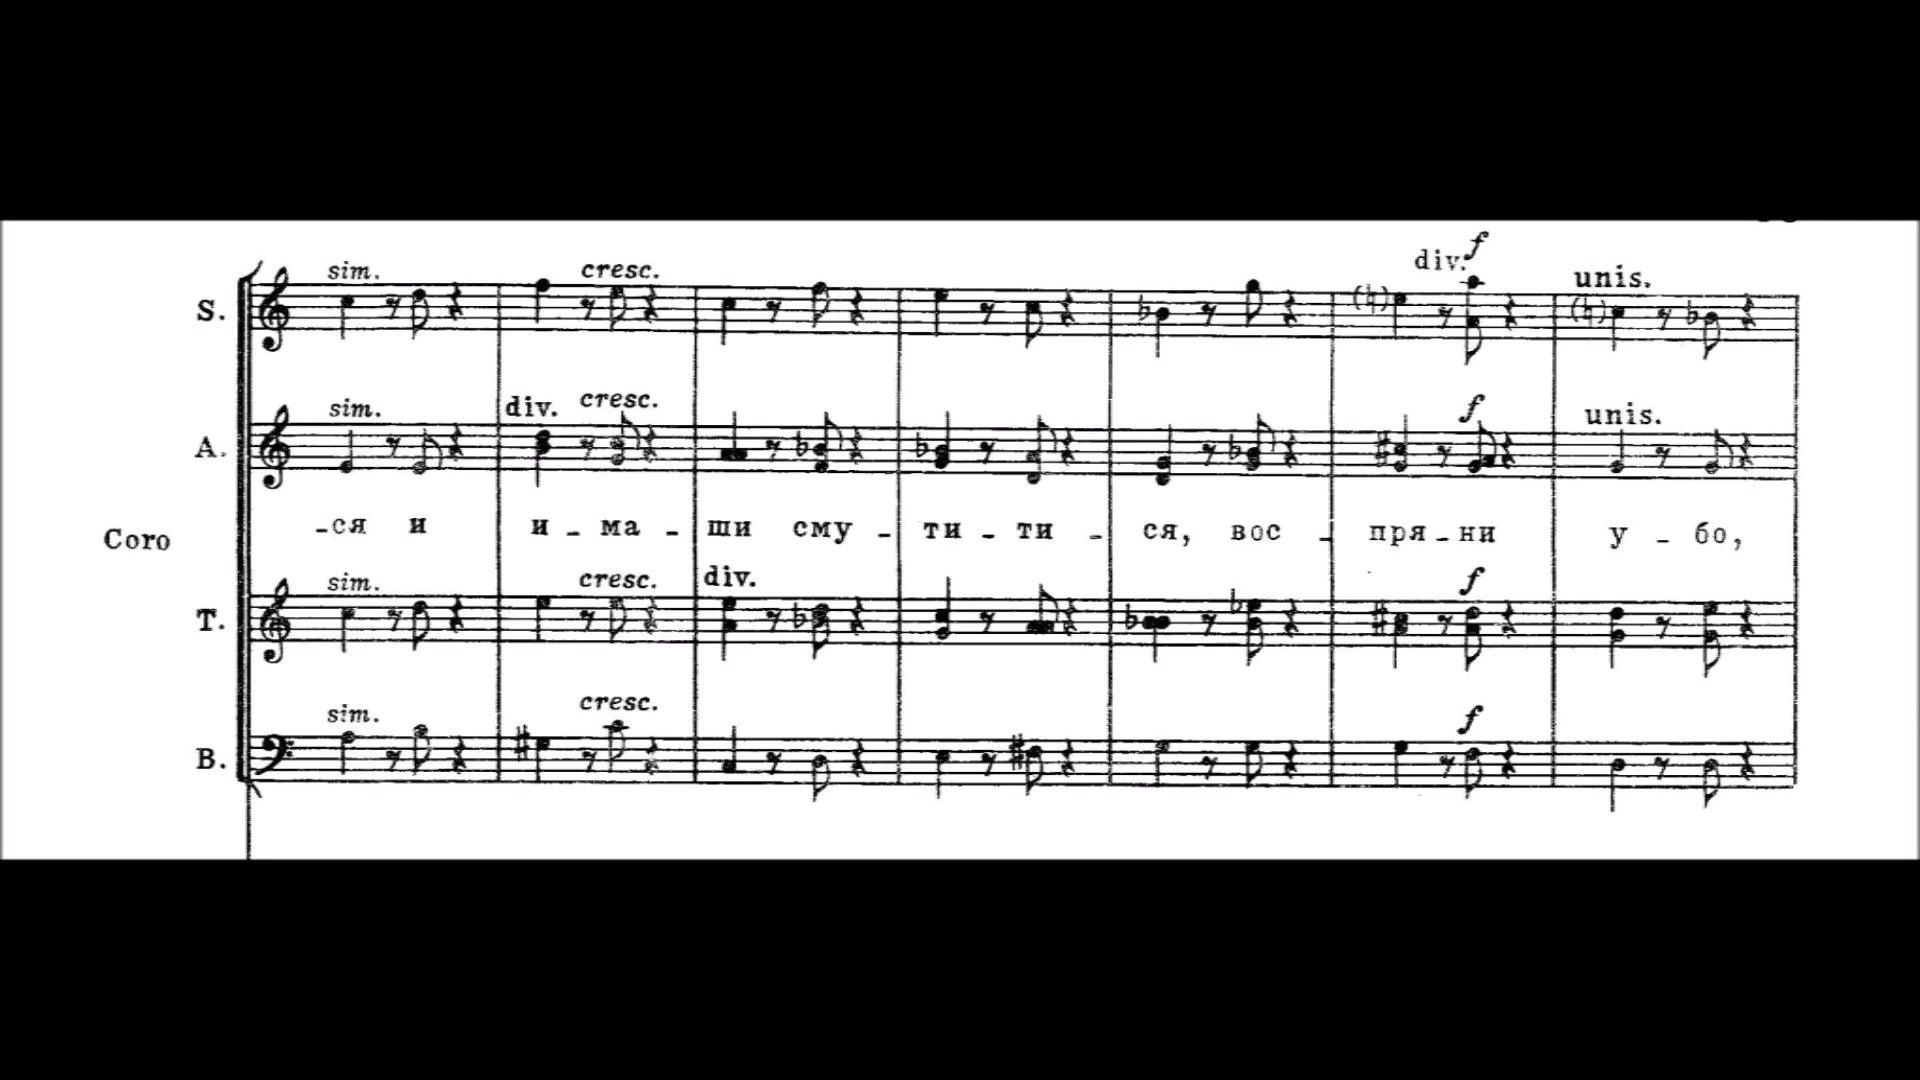 div. f
sim. cresc. unis.
S.
sim. div. cresc. f unis.
A.
Coro -ся и и - ма - ши сму - ти - ти - ся, вос - пря - ни у - бо,
sim. cresc. div. f
T.
sim. cresc. f
B.